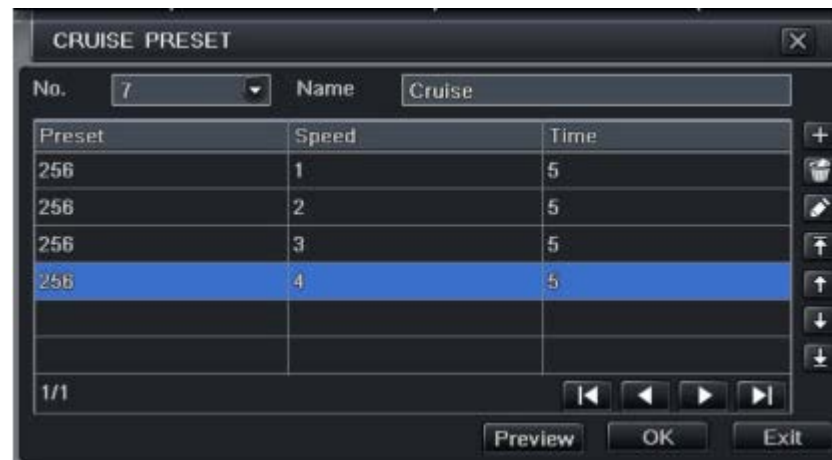 CRUISE PRESET
No. 7 Name Cruise
Preset Speed Time
256 1 5
256 2 5
256 3 5
256 4 5
1/1
Preview OK Exit